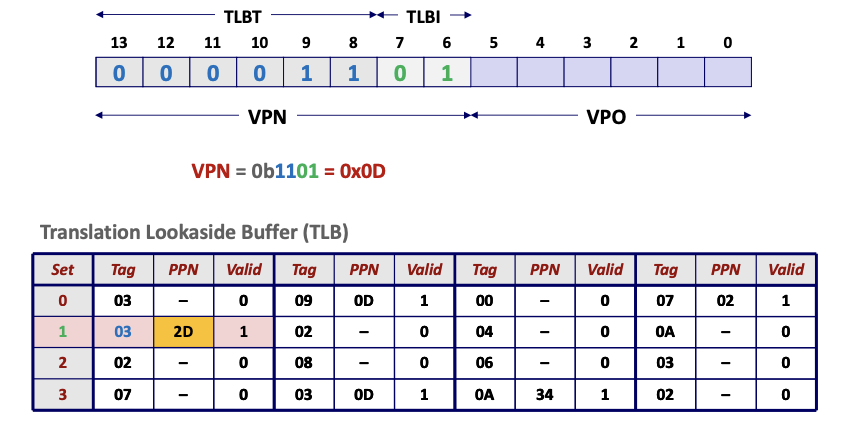 TLBT TLBI
13 12 11 10 9 8 7 6 5 4 3 2 1 0
0 0 0 0 1 1 0 1
VPN VPO
VPN = 0b1101 = 0x0D
Translation Lookaside Buffer (TLB)
Set Tag PPN Valid Tag PPN Valid Tag PPN Valid Tag PPN Valid
0 03 – 0 09 0D 1 00 – 0 07 02 1
1 03 2D 1 02 – 0 04 – 0 0A – 0
2 02 – 0 08 – 0 06 – 0 03 – 0
3 07 – 0 03 0D 1 0A 34 1 02 – 0